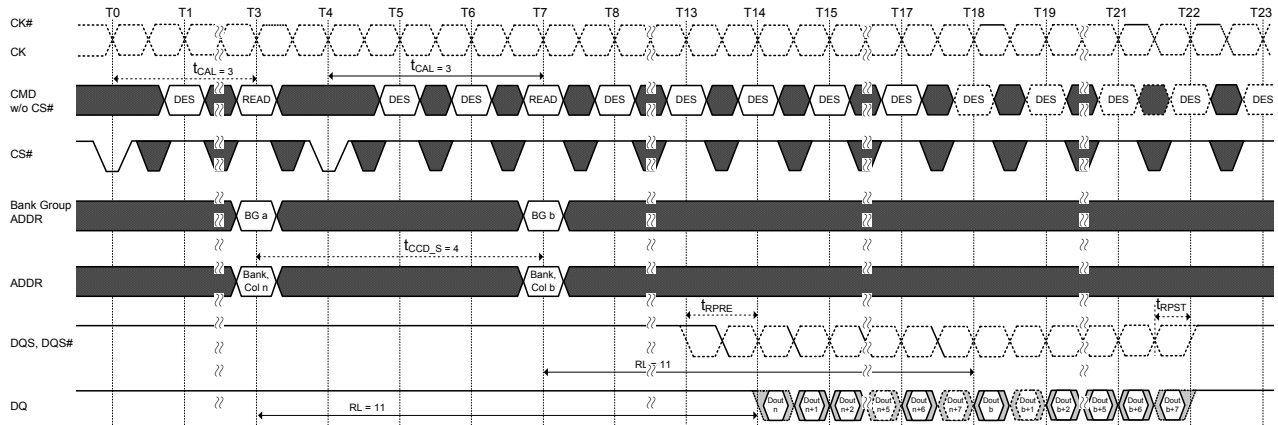 T0 T1 T3 T4 T5 T6 T7 T8 T13 T14 T15 T17 T18 T19 T21 T22 T23
CK#
CK
tCAL = 3 tCAL = 3
CMD
w/o CS#
DES READ DES DES READ DES DES DES DES DES DES DES DES DES DES
CS#
Bank Group
ADDR
BG a BG b
tCCD_S = 4
ADDR
Bank,
Col n
Bank,
Col b
tRPRE tRPST
DQS, DQS#
RL = 11
DQ
RL = 11
Dout
n
Dout
n+1
Dout
n+2
Dout
n+5
Dout
n+6
Dout
n+7
Dout
b
Dout
b+1
Dout
b+2
Dout
b+5
Dout
b+6
Dout
b+7